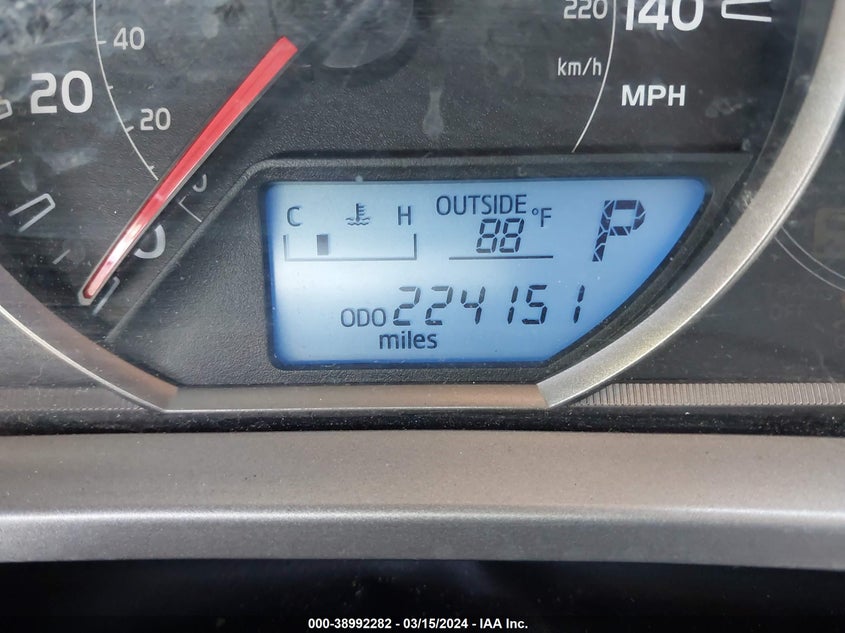 220 140
40
km/h
20
MPH
20
0
C H OUTSIDE °F P
88
ODO 224151
miles
000-38992282 - 03/15/2024 - IAA Inc.